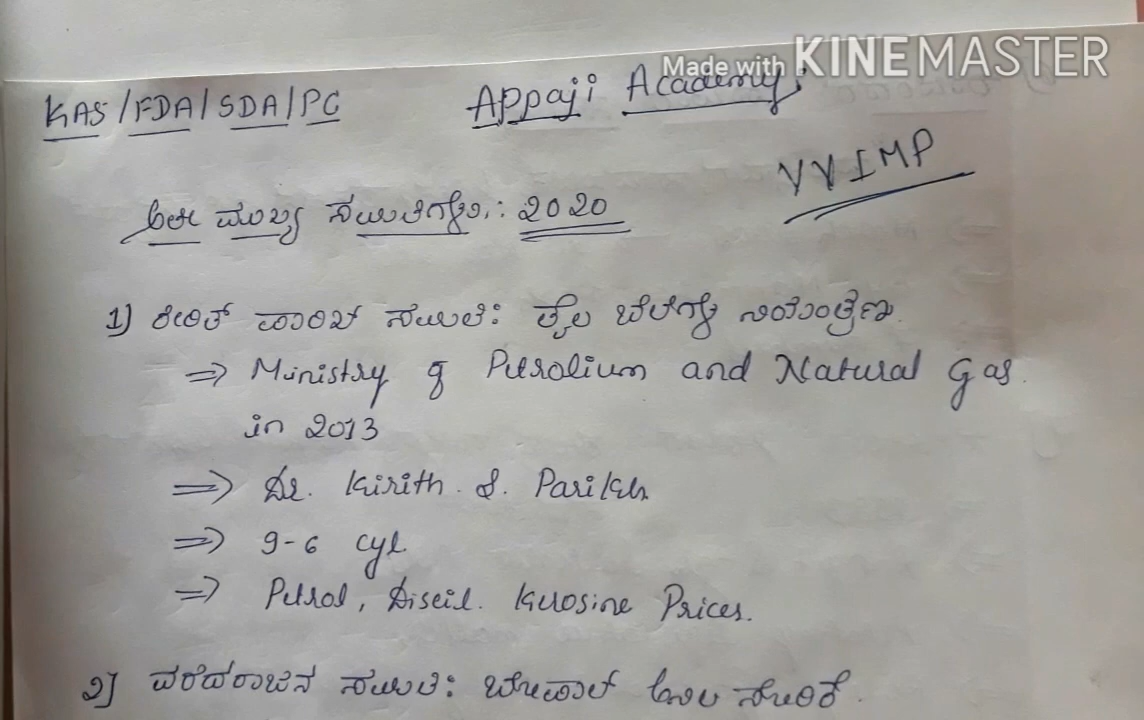 Made with KINEMASTER
KAS/FDA/SDA/PC Appaji Academy
VVIMP
ಮುಖ್ಯ ಸಮಿತಿಗಳು : 2020
1) ಕಿರಿತ್ ಪಾರಿಖ್ ಸಮಿತಿ: ತೈಲ ಬೆಲೆಗಳ ನಿಯಂತ್ರಣ
⇒ Ministry of Petrolium and Natural Gas
in 2013
⇒ Dr. Kirith. S. Parikh
⇒ 9-6 cyl
⇒ Petrol, Diseil. Kerosine Prices.
2) ವರದರಾಜನ ಸಮಿತಿ: ಭೋಪಾಲ್ ಅನಿಲ ಸೋರಿಕೆ.